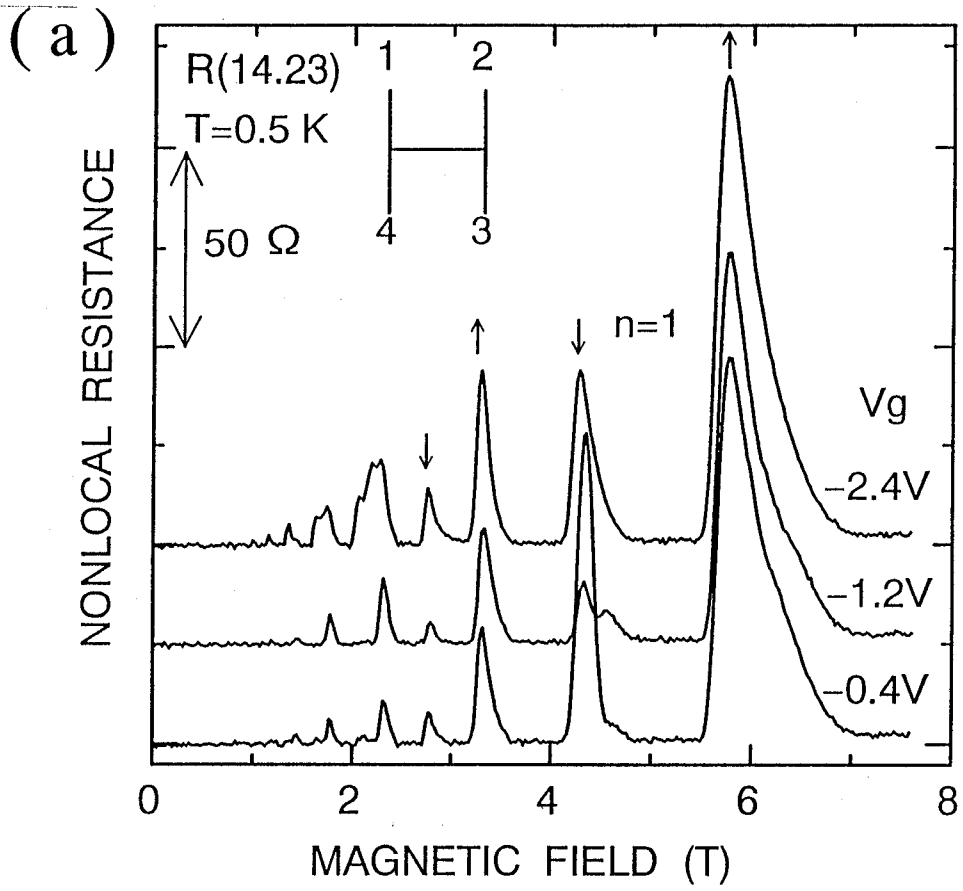 (a)
R(14.23)
T=0.5 K
1 2
4 3
50 Ω
↑
↑
↓
↓
n=1
Vg
−2.4V
−1.2V
−0.4V
NONLOCAL RESISTANCE
0 2 4 6 8
MAGNETIC FIELD (T)